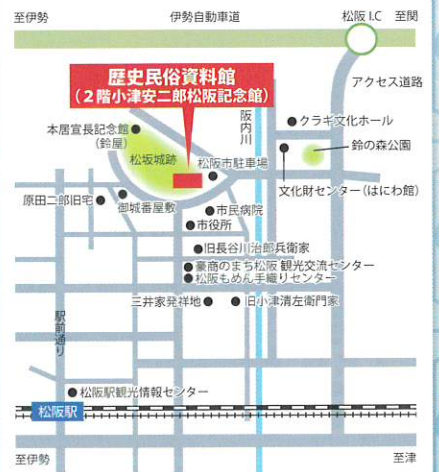 至伊勢
伊勢自動車道
松阪I.C
至関
アクセス道路
歴史民俗資料館
(2階小津安二郎松阪記念館)
阪内川
クラギ文化ホール
本居宣長記念館
(鈴屋)
鈴の森公園
松坂城跡
松阪市駐車場
文化財センター(はにわ館)
原田二郎旧宅
御城番屋敷
市民病院
市役所
旧長谷川治郎兵衛家
豪商のまち松阪 観光交流センター
松阪もめん手織りセンター
三井家発祥地
旧小津清左衛門家
駅前通り
松阪駅観光情報センター
松阪駅
至伊勢
至津